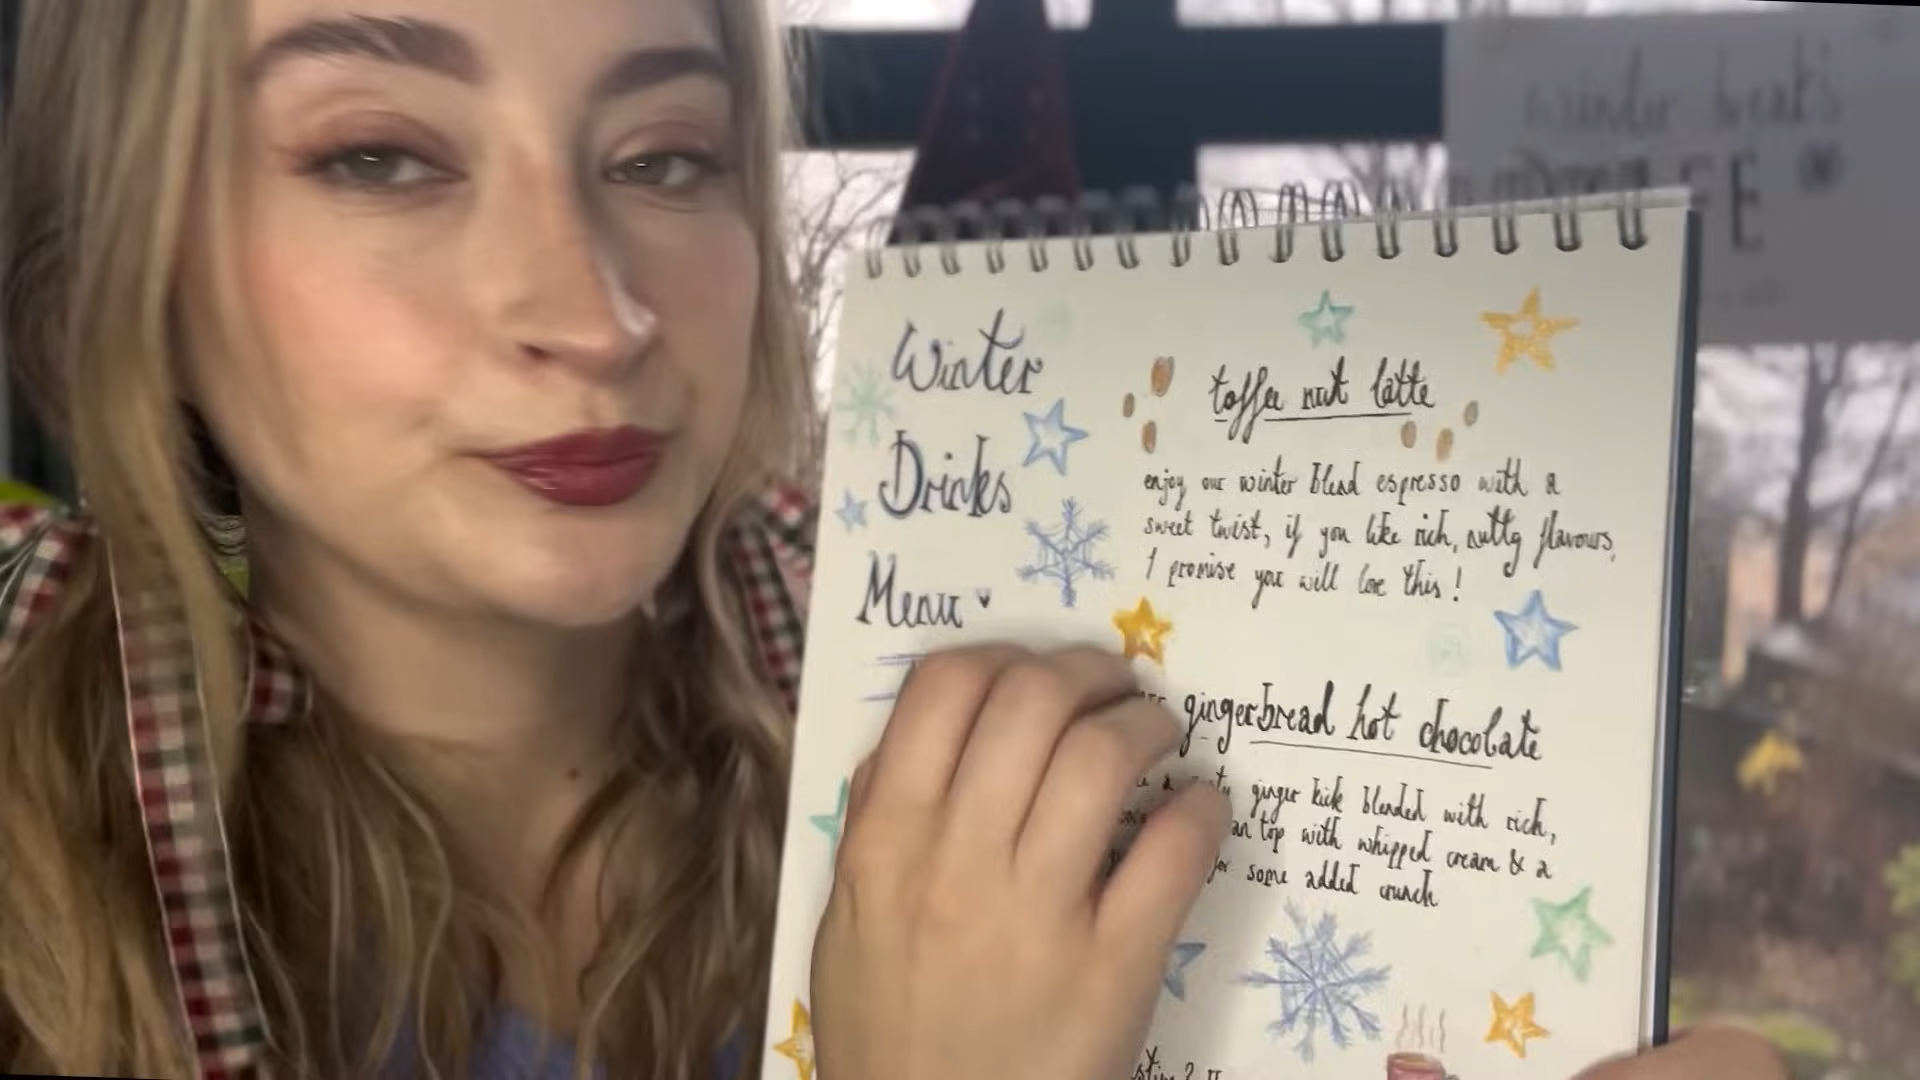 Winter
Drinks
Menu
toffee nut latte
enjoy our winter blend espresso with a
sweet twist, if you like rich, nutty flavours,
I promise you will love this!
gingerbread hot chocolate
a ginger kick blended with rich,
top with whipped cream & a
for some added crunch
winter